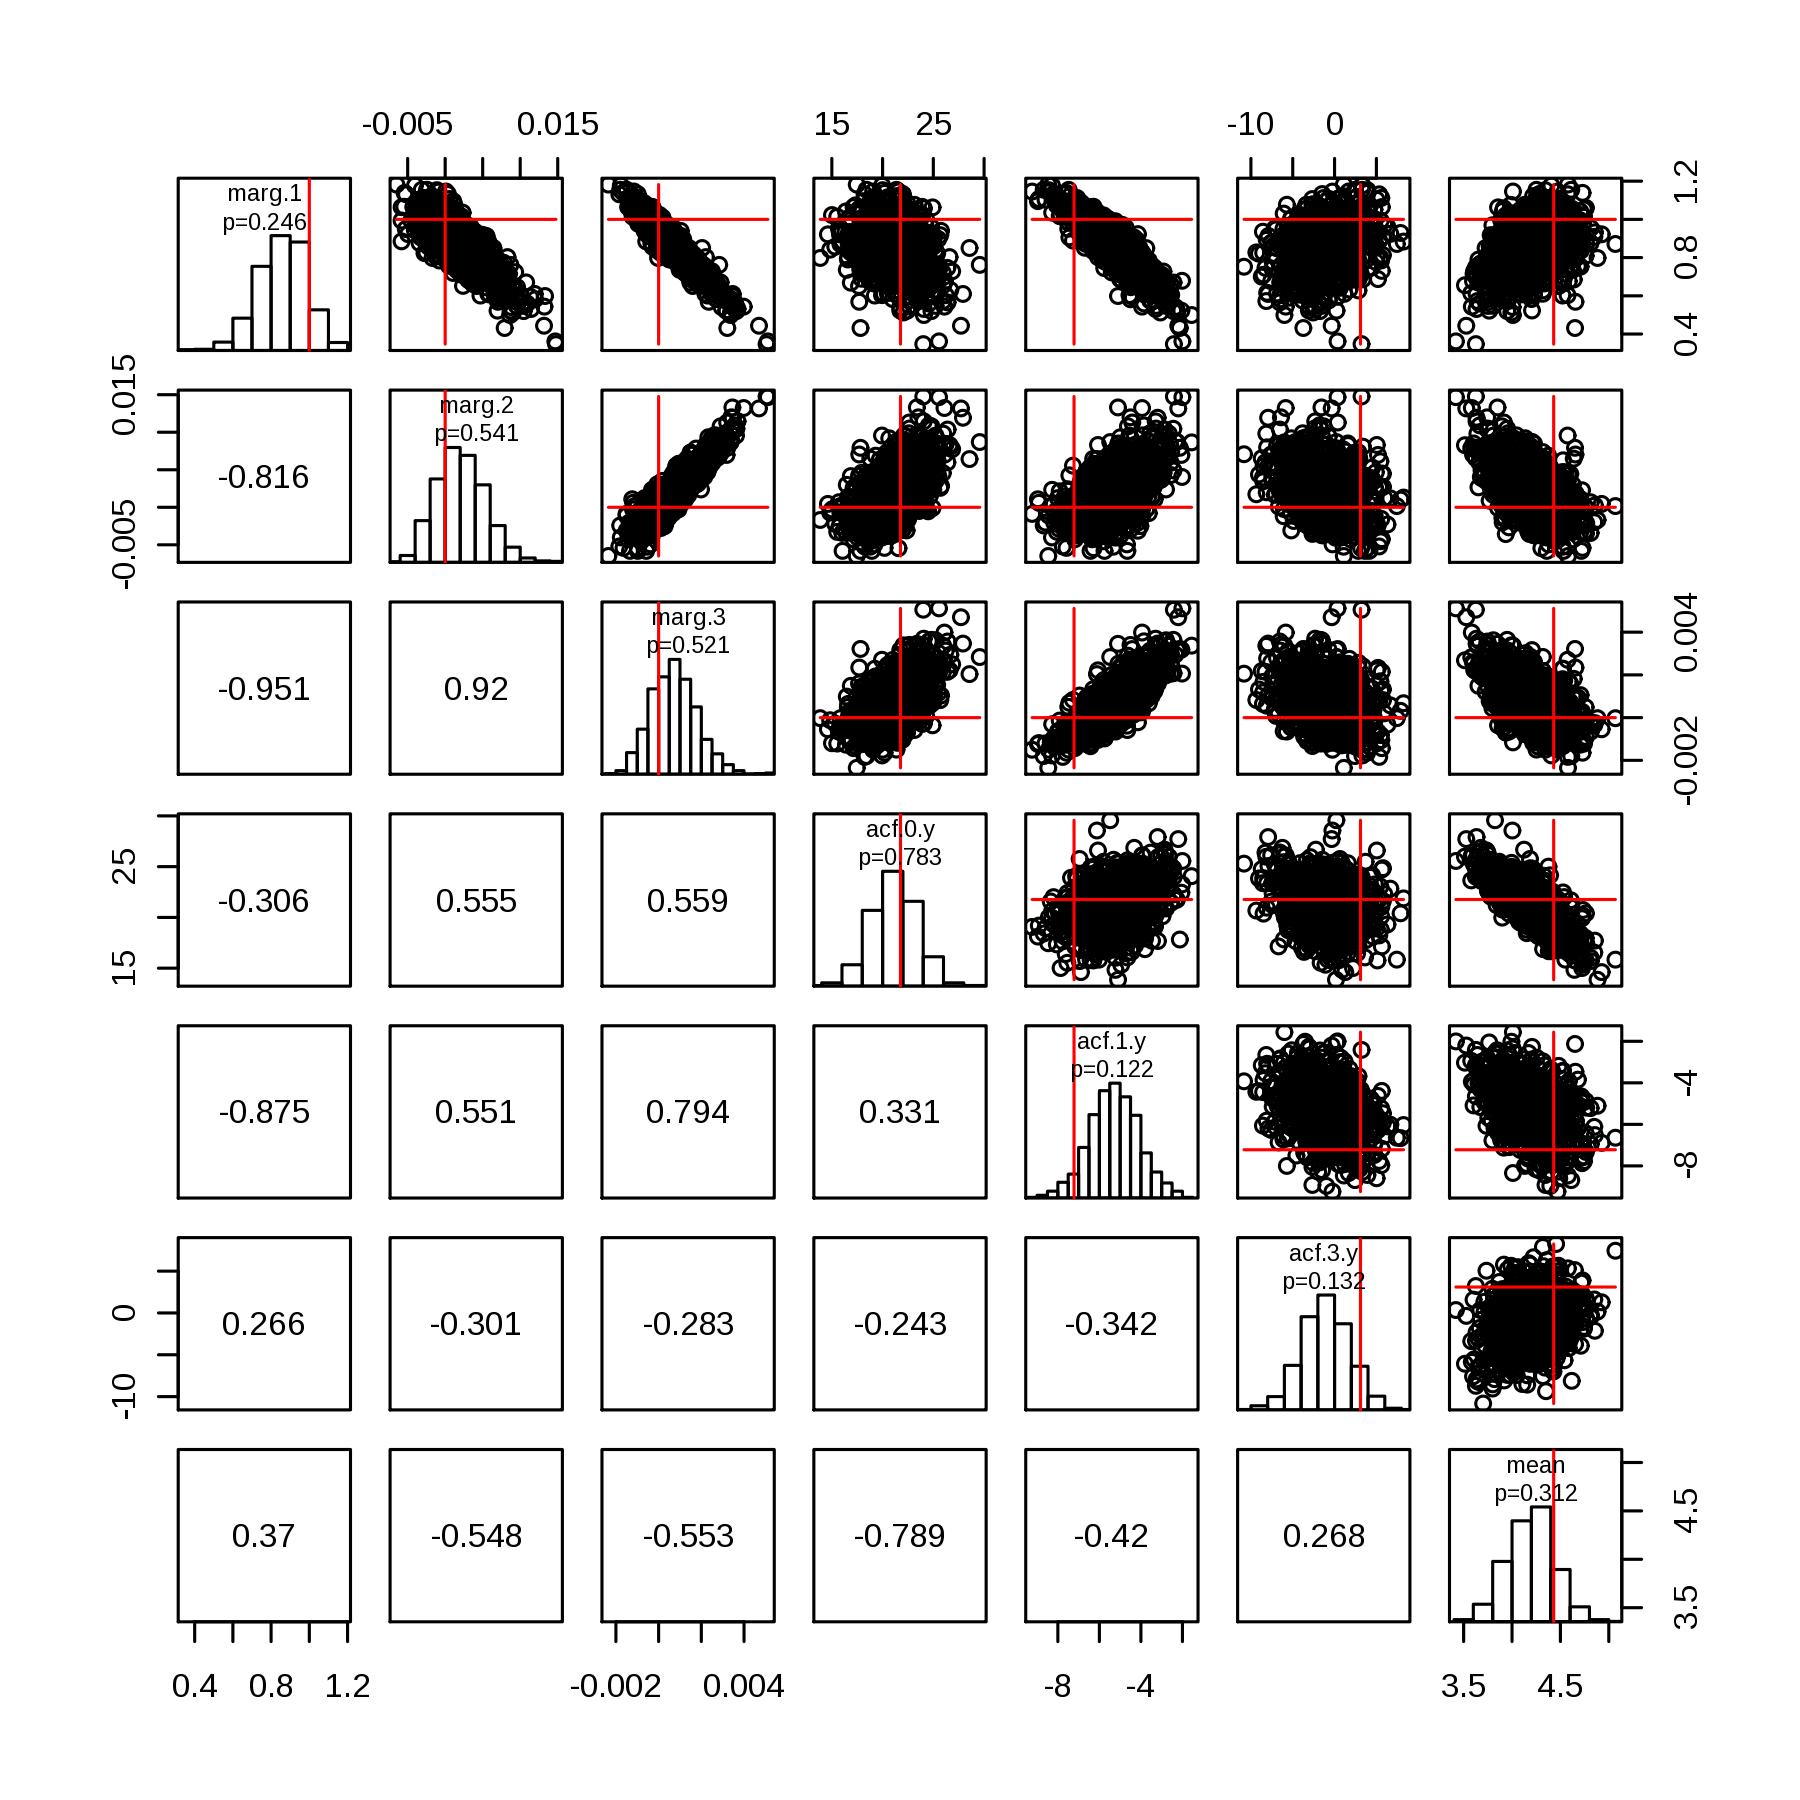 -0.005 0.015 15 25 -10 0
marg.1
p=0.246
0.4 0.8 1.2
-0.005 0.015
-0.816
marg.2
p=0.541
-0.951
0.92
marg.3
p=0.521
-0.002 0.004
15 25
-0.306
0.555
0.559
acf.0.y
p=0.783
-0.875
0.551
0.794
0.331
acf.1.y
p=0.122
-8 -4
-10 0
0.266
-0.301
-0.283
-0.243
-0.342
acf.3.y
p=0.132
0.37
-0.548
-0.553
-0.789
-0.42
0.268
mean
p=0.312
3.5 4.5
0.4 0.8 1.2 -0.002 0.004 -8 -4 3.5 4.5